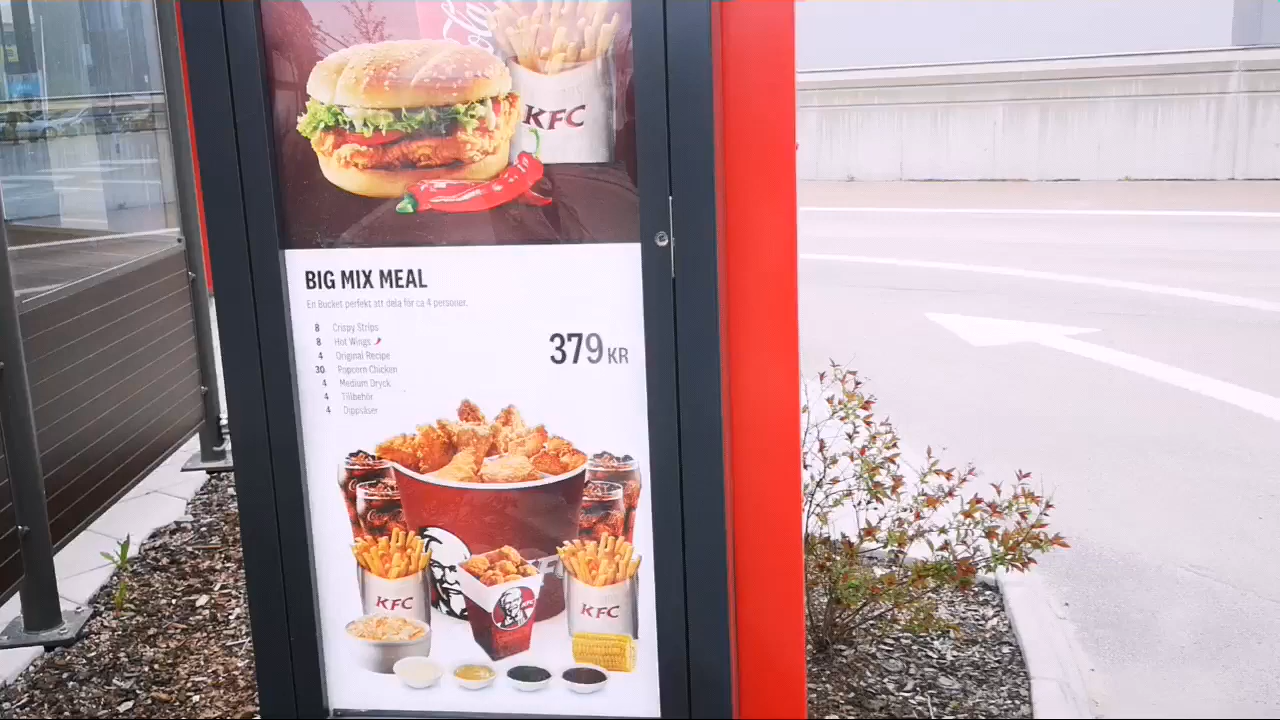 Cola
KFC
BIG MIX MEAL
En Bucket perfekt att dela för ca 4 personer.
8 Crispy Strips
8 Hot Wings
4 Original Recipe
30 Popcorn Chicken
4 Medium Dryck
4 Tillbehör
4 Dippsåser
379 KR
KFC
KFC